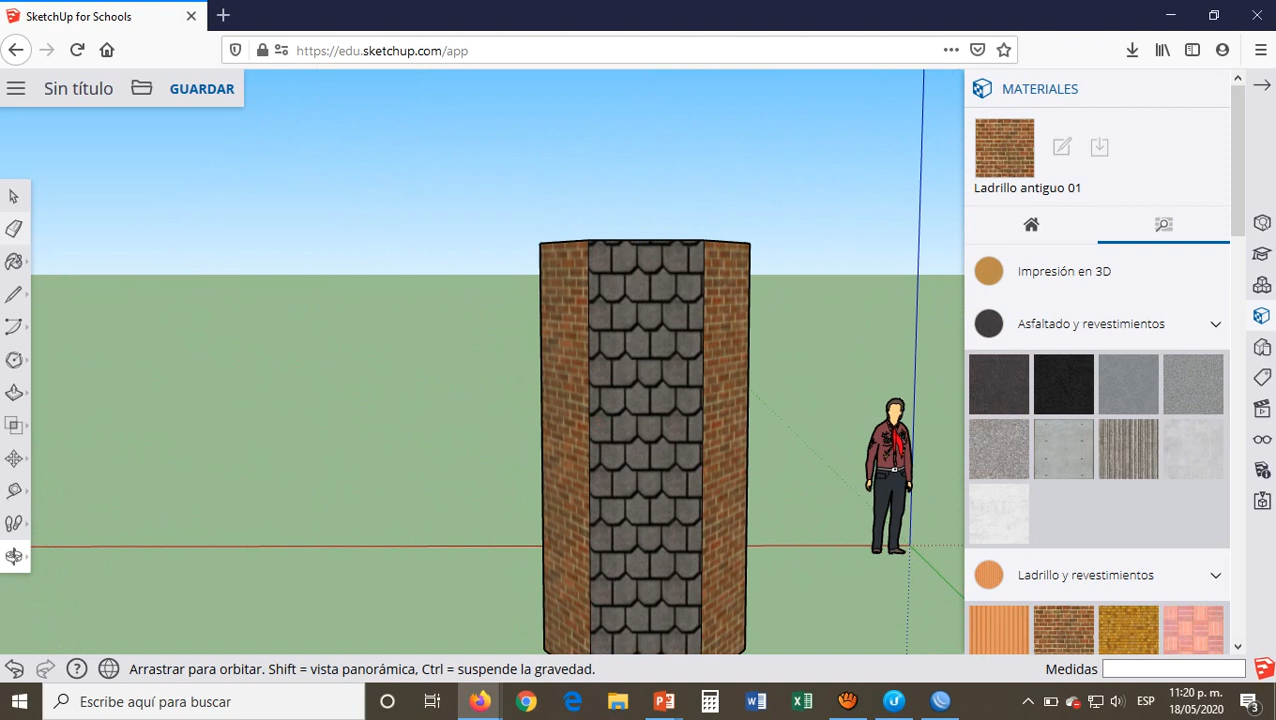 SketchUp for Schools
https://edu.sketchup.com/app
Sin título
GUARDAR
MATERIALES
Ladrillo antiguo 01
Impresión en 3D
Asfaltado y revestimientos
Ladrillo y revestimientos
Arrastrar para orbitar. Shift = vista panorámica, Ctrl = suspende la gravedad.
Medidas
Escribe aquí para buscar
ESP
11:20 p. m.
18/05/2020
3